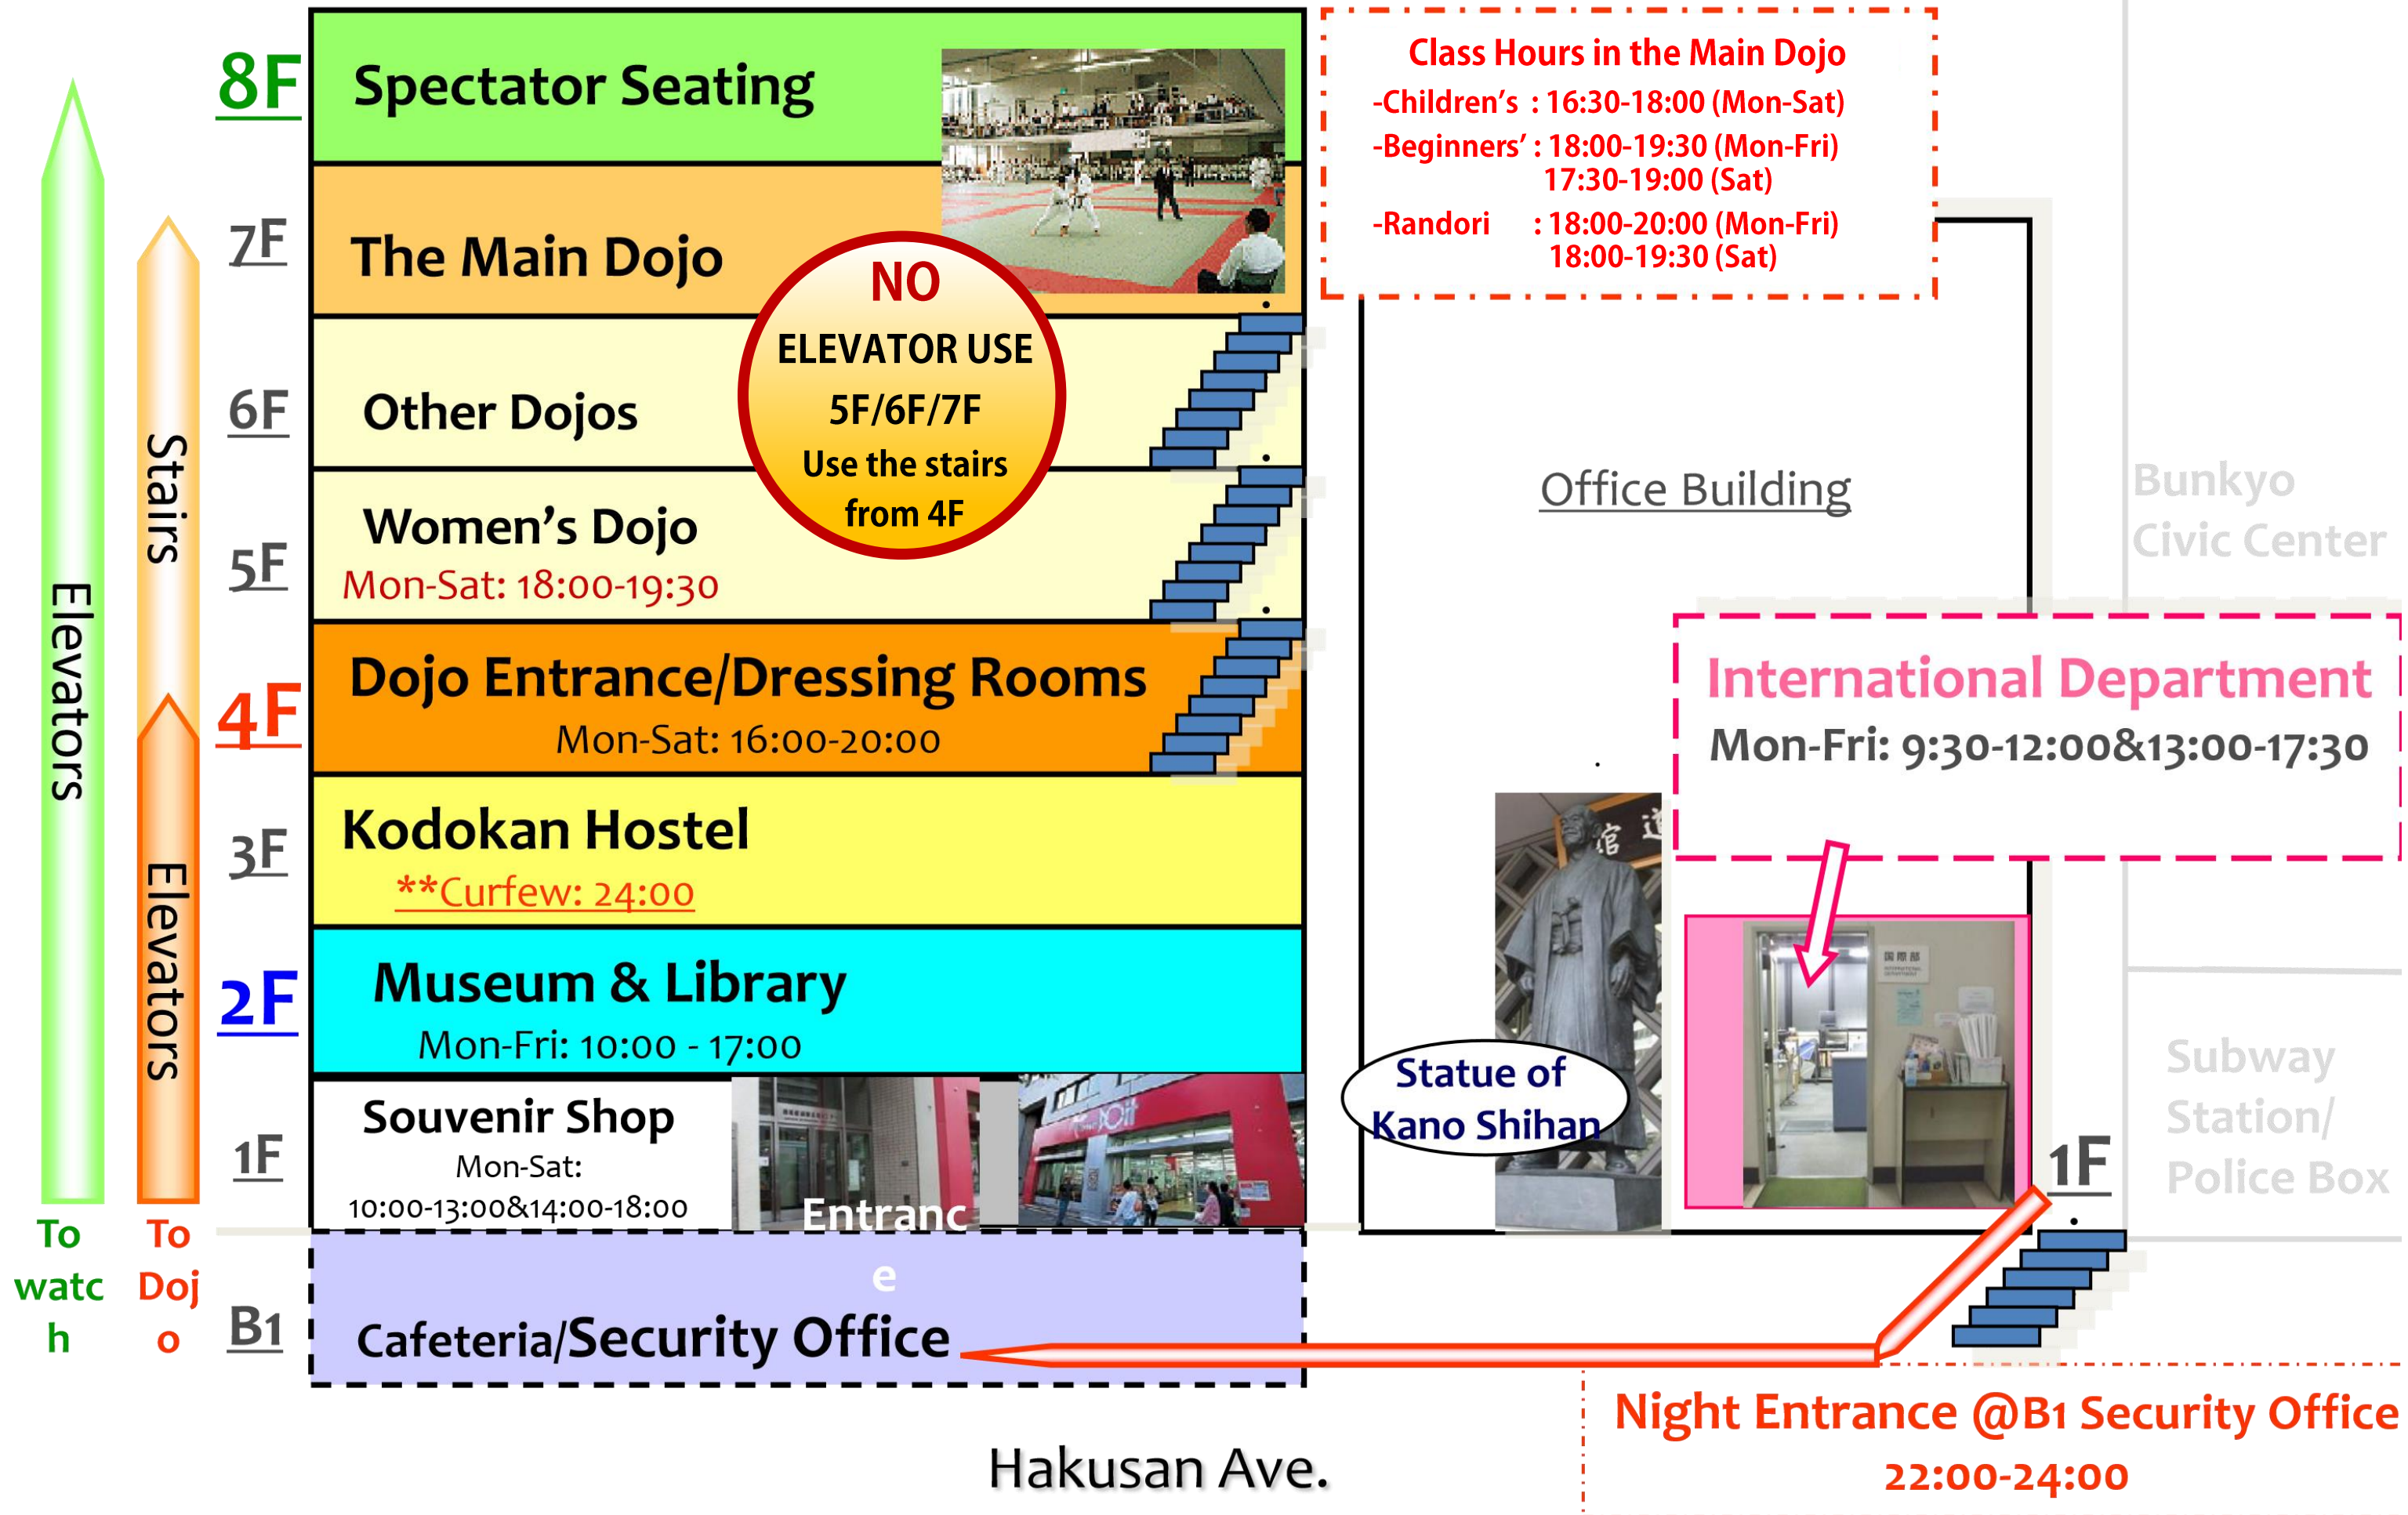 8F
Spectator Seating
7F
The Main Dojo
6F
Other Dojos
NO
ELEVATOR USE
5F/6F/7F
Use the stairs
from 4F
5F
Women's Dojo
Mon-Sat: 18:00-19:30
4F
Dojo Entrance/Dressing Rooms
Mon-Sat: 16:00-20:00
3F
Kodokan Hostel
**Curfew: 24:00
2F
Museum & Library
Mon-Fri: 10:00 - 17:00
1F
Souvenir Shop
Mon-Sat:
10:00-13:00&14:00-18:00
Entranc
e
B1
Cafeteria/Security Office
Elevators
To
watc
h
Stairs
Elevators
To
Doj
o
Class Hours in the Main Dojo
-Children's : 16:30-18:00 (Mon-Sat)
-Beginners' : 18:00-19:30 (Mon-Fri)
17:30-19:00 (Sat)
-Randori : 18:00-20:00 (Mon-Fri)
18:00-19:30 (Sat)
Office Building
Bunkyo
Civic Center
International Department
Mon-Fri: 9:30-12:00&13:00-17:30
館道
国際部
INTERNATIONAL
DEPARTMENT
Statue of
Kano Shihan
1F
Subway
Station/
Police Box
Night Entrance @B1 Security Office
22:00-24:00
Hakusan Ave.